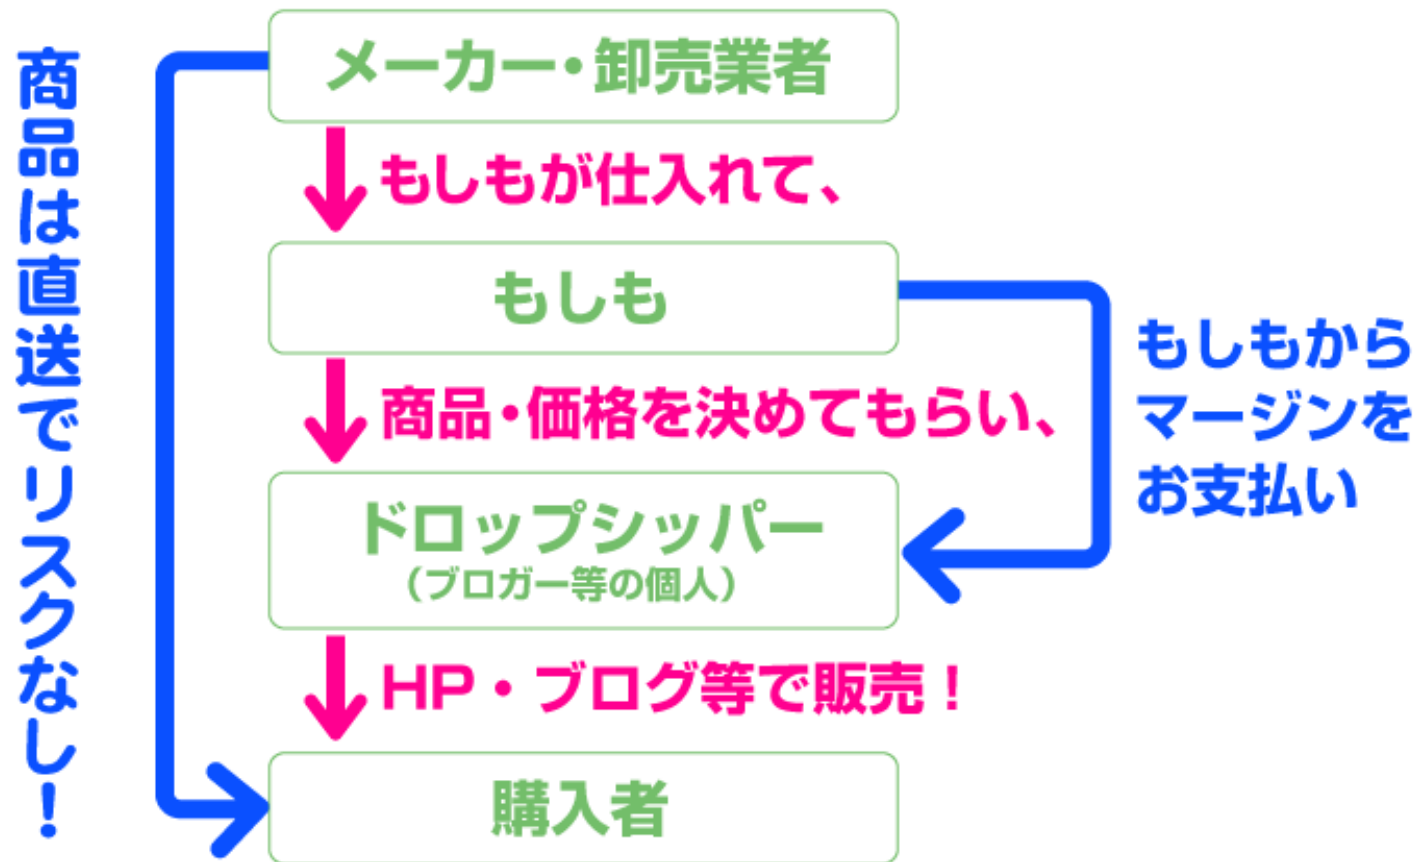 商品は直送でリスクなし！
メーカー・卸売業者
もしもが仕入れて、
もしも
商品・価格を決めてもらい、
もしもから
マージンを
お支払い
ドロップシッパー
（ブロガー等の個人）
HP・ブログ等で販売！
購入者